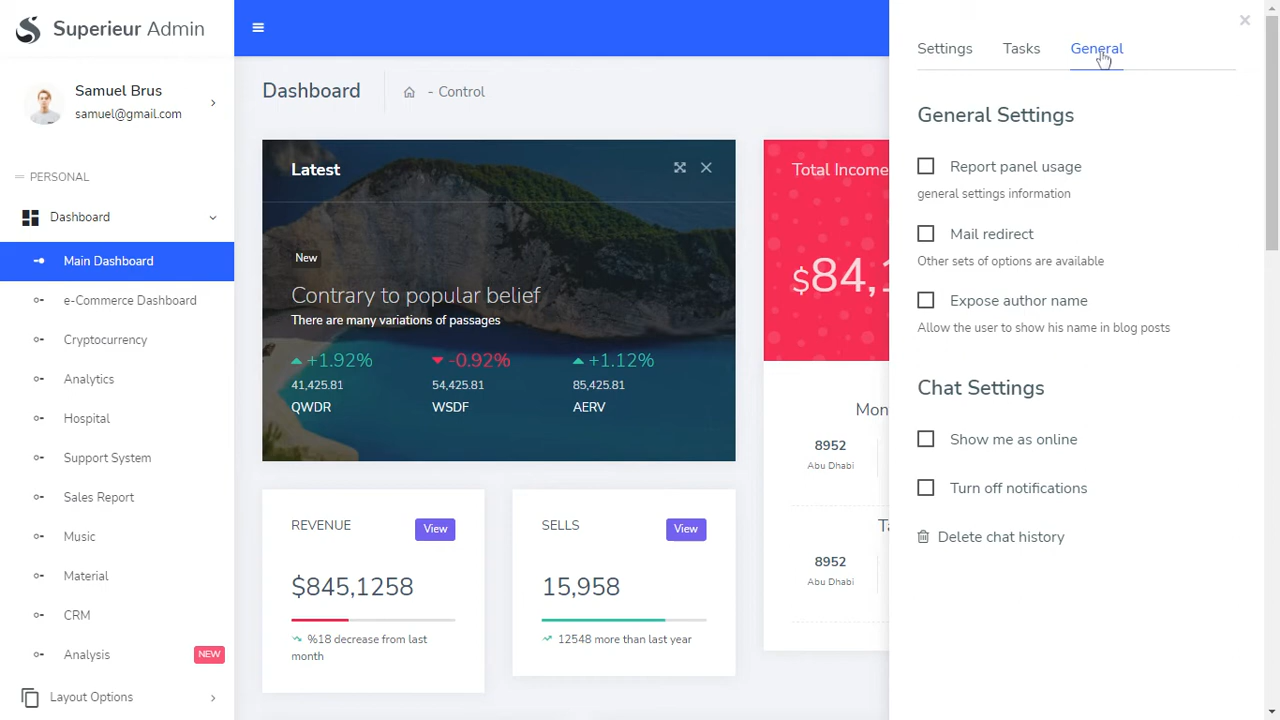 Superieur Admin
Samuel Brus
samuel@gmail.com
PERSONAL
Dashboard
Main Dashboard
e-Commerce Dashboard
Cryptocurrency
Analytics
Hospital
Support System
Sales Report
Music
Material
CRM
Analysis NEW
Layout Options
Dashboard - Control
Latest
New
Contrary to popular belief
There are many variations of passages
+1.92% -0.92% +1.12%
41,425.81 54,425.81 85,425.81
QWDR WSDF AERV
REVENUE View
$845,1258
%18 decrease from last
month
SELLS View
15,958
12548 more than last year
Total Income
$84,1
Mon
8952
Abu Dhabi
8952
Abu Dhabi
Settings Tasks General
General Settings
Report panel usage
general settings information
Mail redirect
Other sets of options are available
Expose author name
Allow the user to show his name in blog posts
Chat Settings
Show me as online
Turn off notifications
Delete chat history